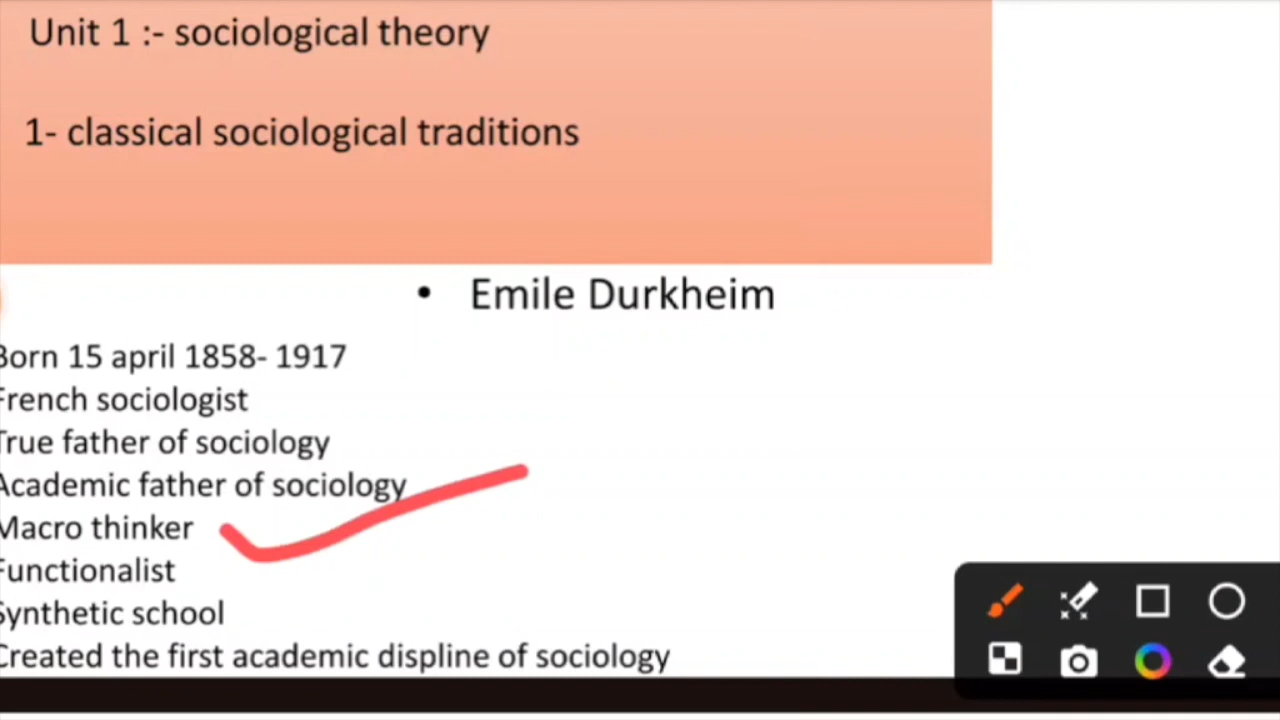 Unit 1 :- sociological theory
1- classical sociological traditions
• Emile Durkheim
Born 15 april 1858- 1917
French sociologist
True father of sociology
Academic father of sociology
Macro thinker
Functionalist
Synthetic school
Created the first academic displine of sociology